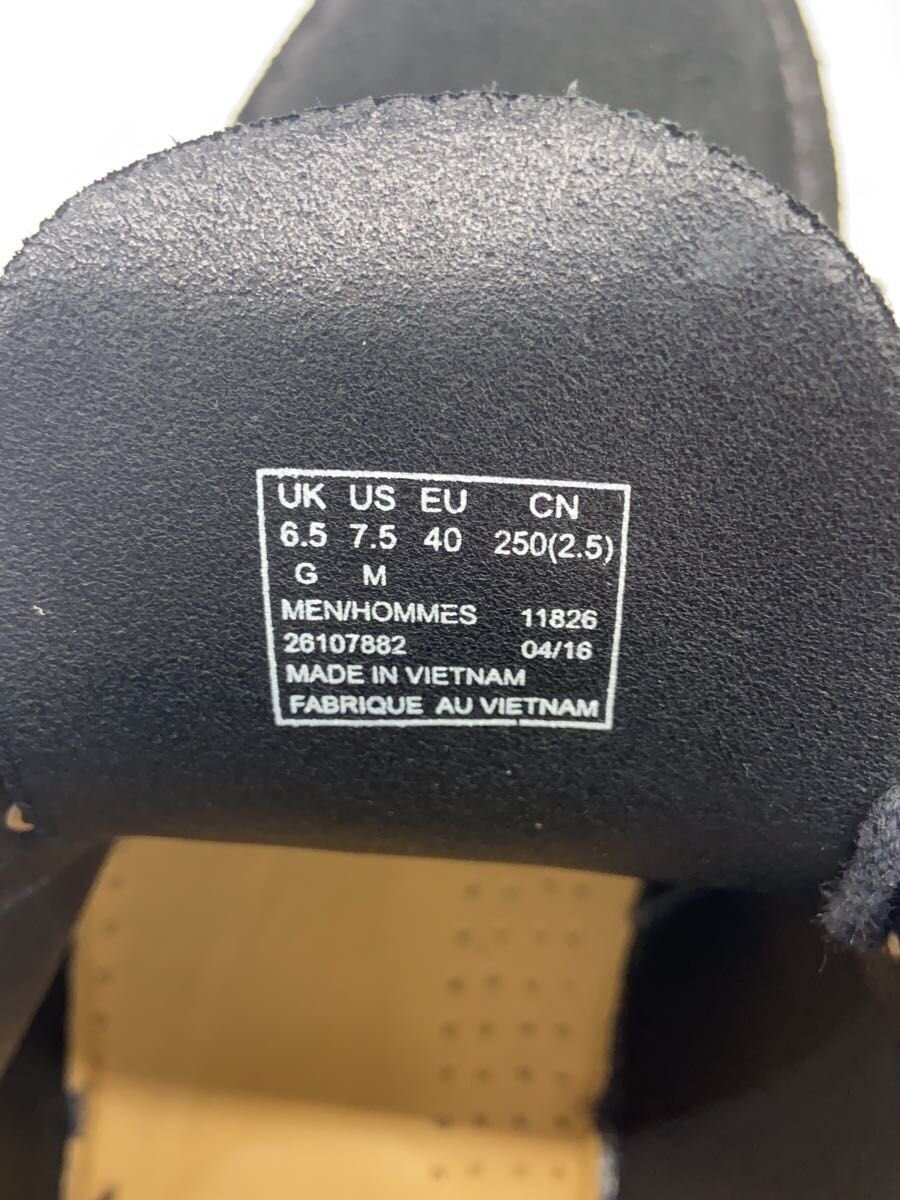 UK US EU CN
6.5 7.5 40 250(2.5)
G M
MEN/HOMMES 11826
26107882 04/16
MADE IN VIETNAM
FABRIQUE AU VIETNAM